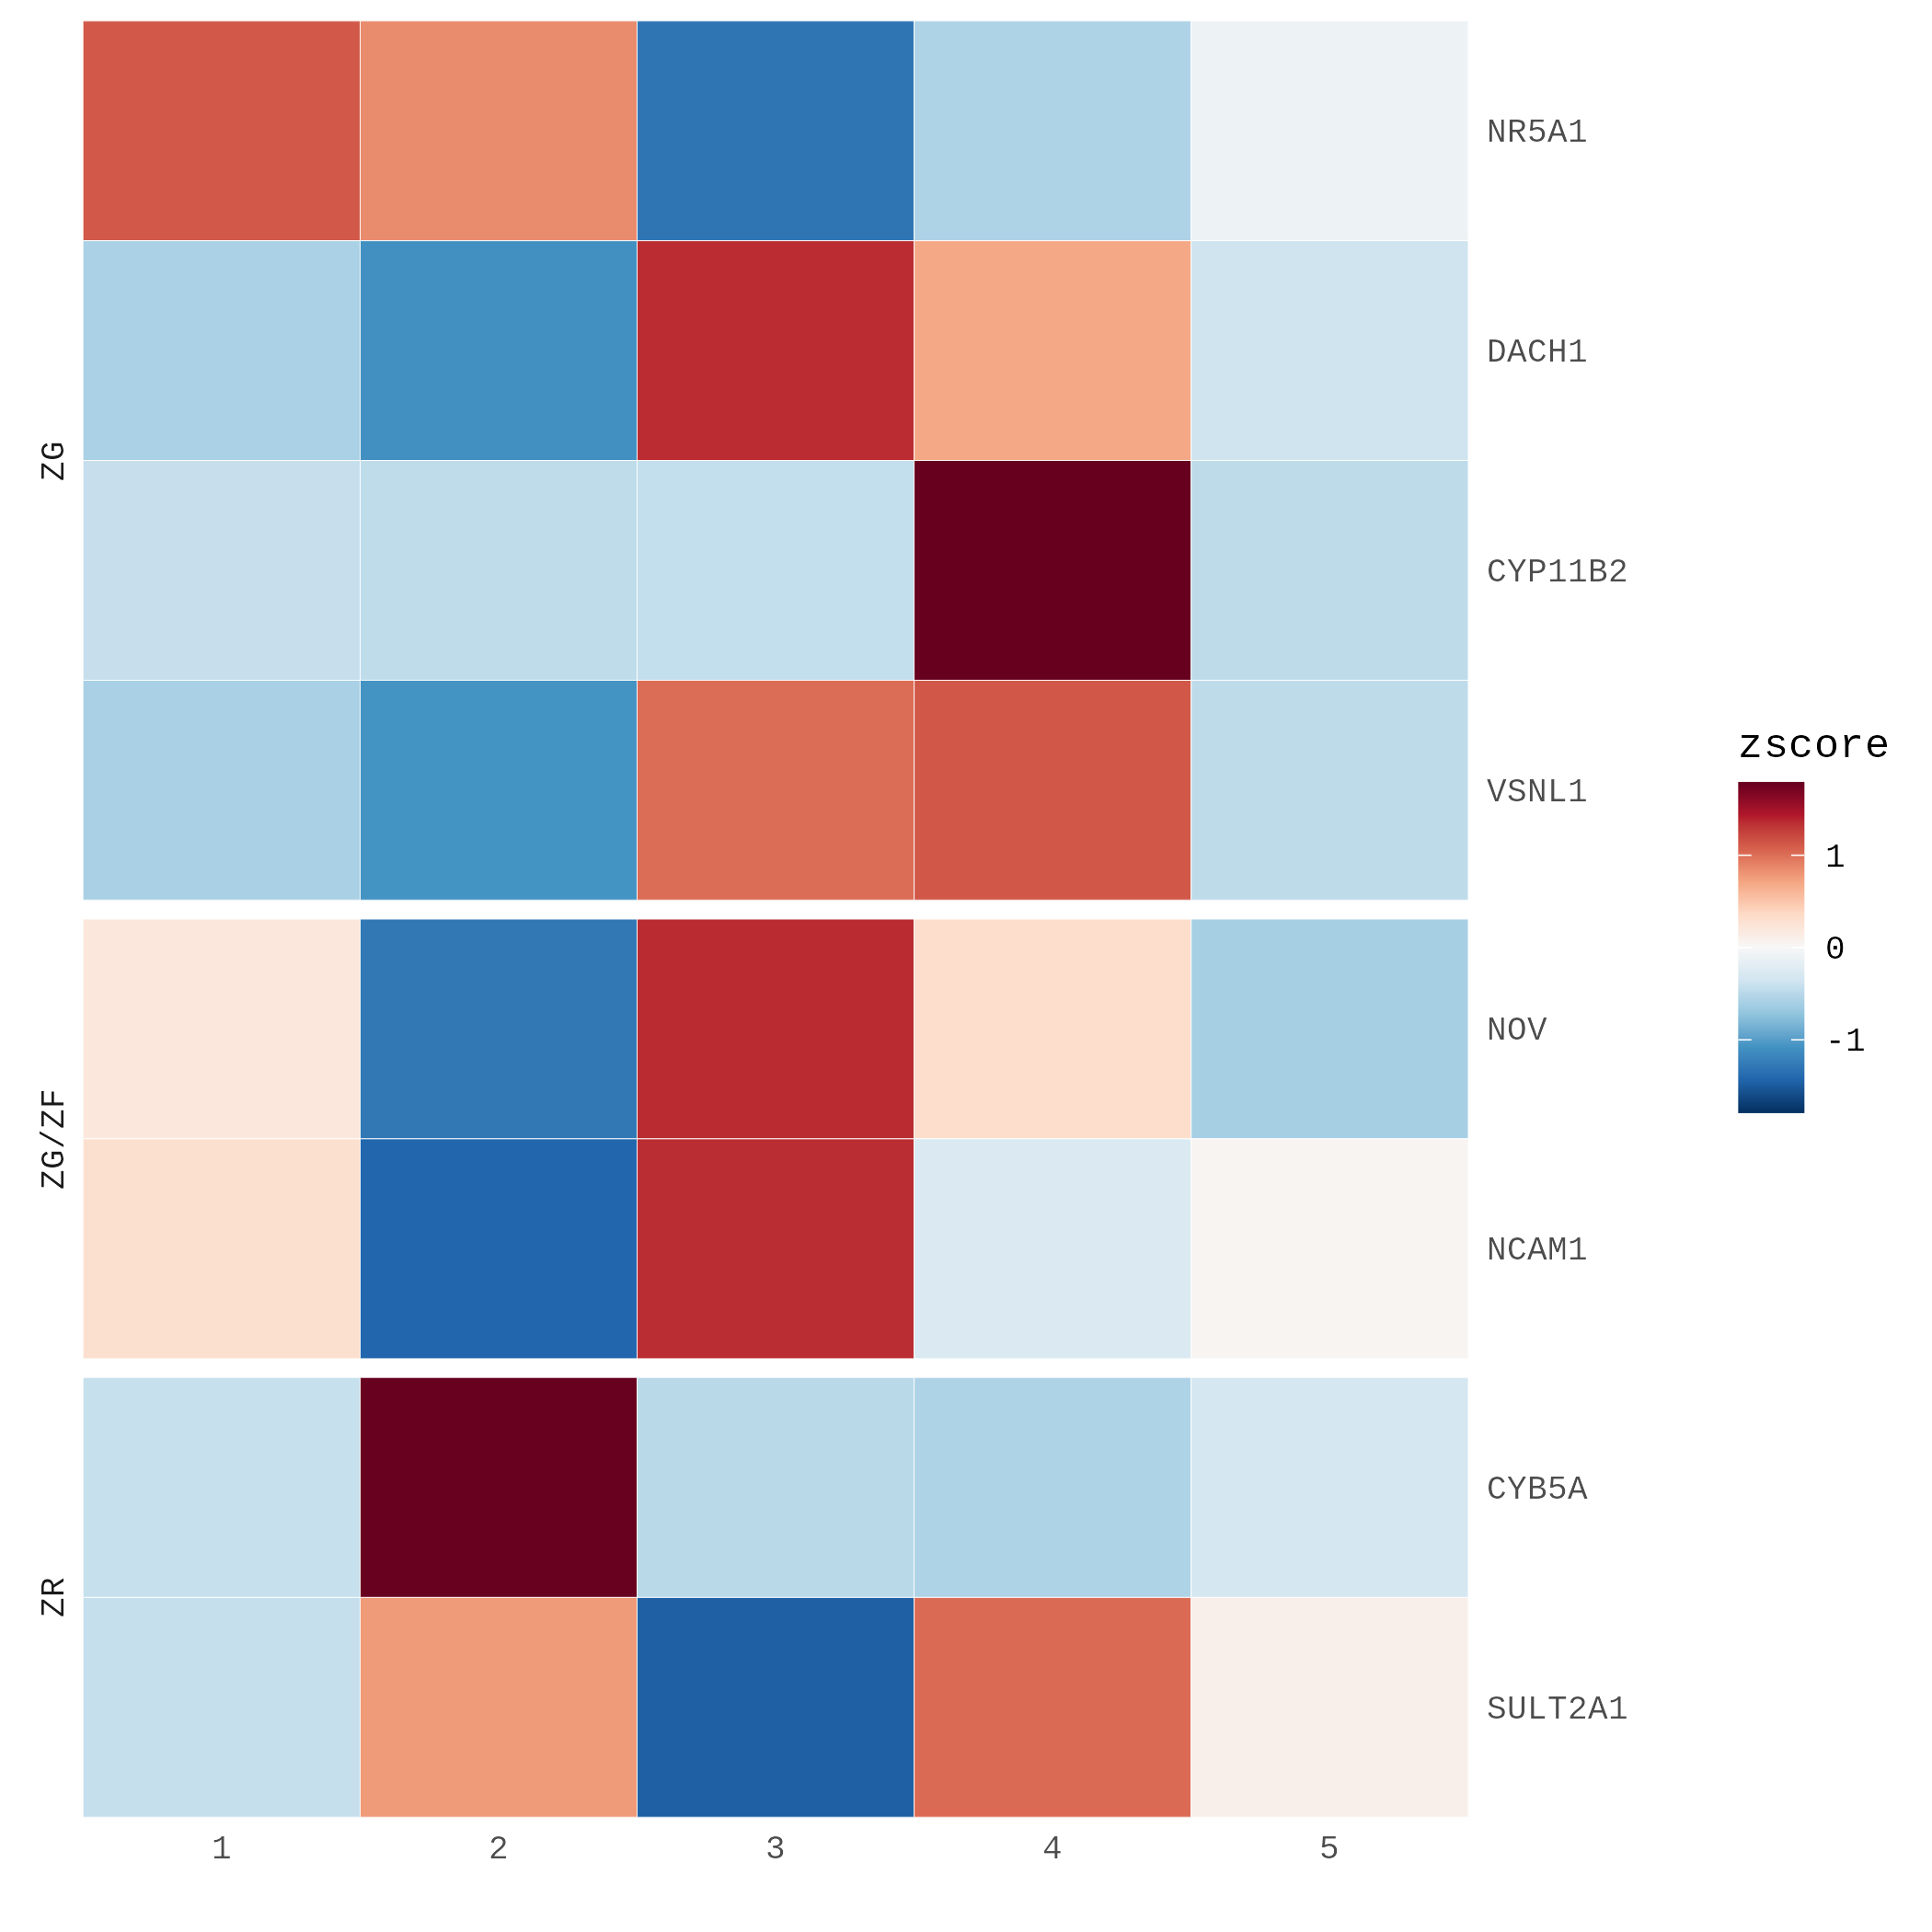 ZG
NR5A1
DACH1
CYP11B2
VSNL1
ZG/ZF
NOV
NCAM1
ZR
CYB5A
SULT2A1
1 2 3 4 5
zscore
1
0
-1